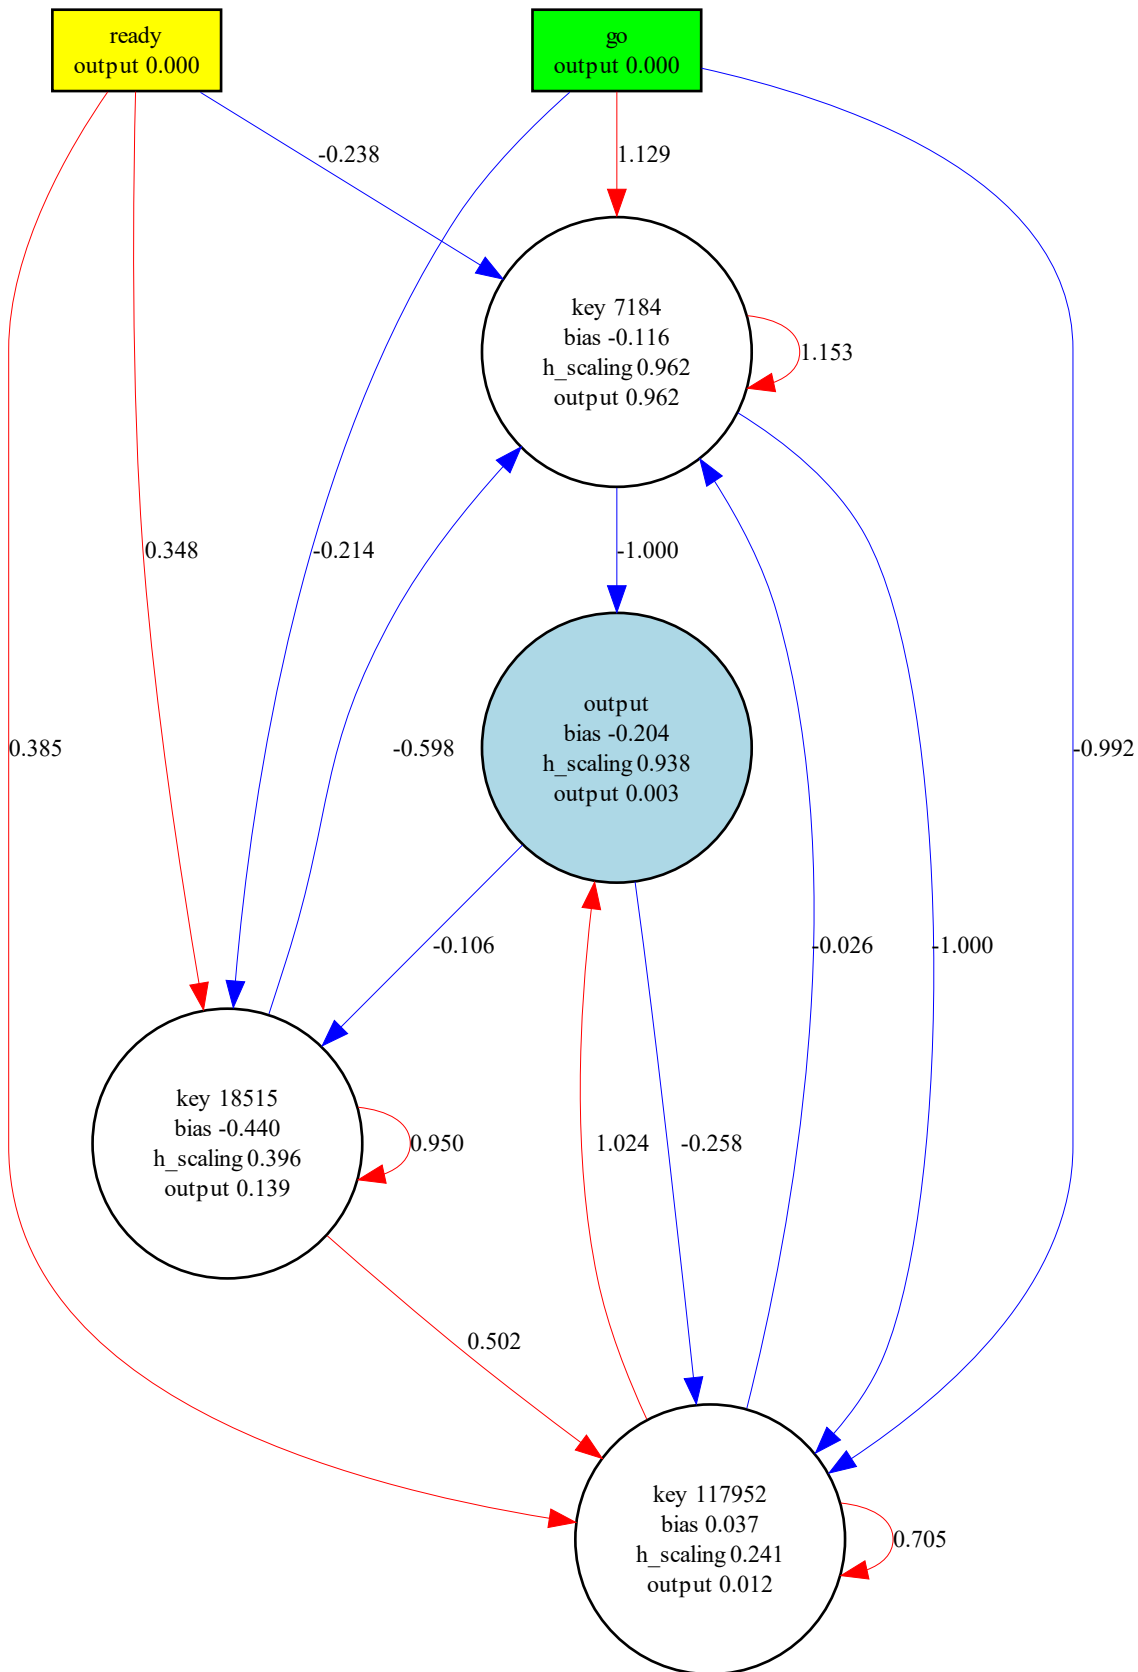 ready
output 0.000
go
output 0.000
-0.238
1.129
key 7184
bias -0.116
h_scaling 0.962
output 0.962
1.153
0.348
-0.214
-1.000
output
bias -0.204
h_scaling 0.938
output 0.003
0.385
-0.598
-0.992
-0.106
-0.026
-1.000
key 18515
bias -0.440
h_scaling 0.396
output 0.139
0.950
1.024
-0.258
0.502
key 117952
bias 0.037
h_scaling 0.241
output 0.012
0.705